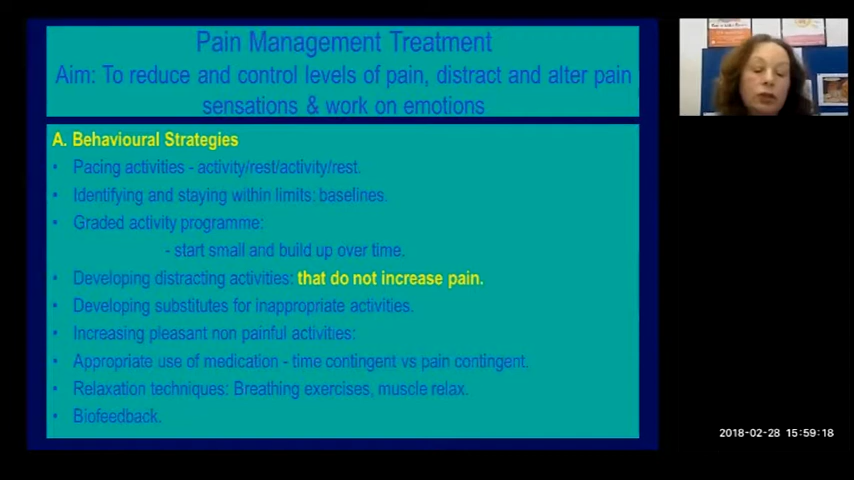 Pain Management Treatment
Aim: To reduce and control levels of pain, distract and alter pain
sensations & work on emotions
A. Behavioural Strategies
• Pacing activities - activity/rest/activity/rest.
• Identifying and staying within limits: baselines.
• Graded activity programme:
- start small and build up over time.
• Developing distracting activities: that do not increase pain.
• Developing substitutes for inappropriate activities.
• Increasing pleasant non painful activities:
• Appropriate use of medication - time contingent vs pain contingent.
• Relaxation techniques: Breathing exercises, muscle relax.
• Biofeedback.
2018-02-28 15:59:18